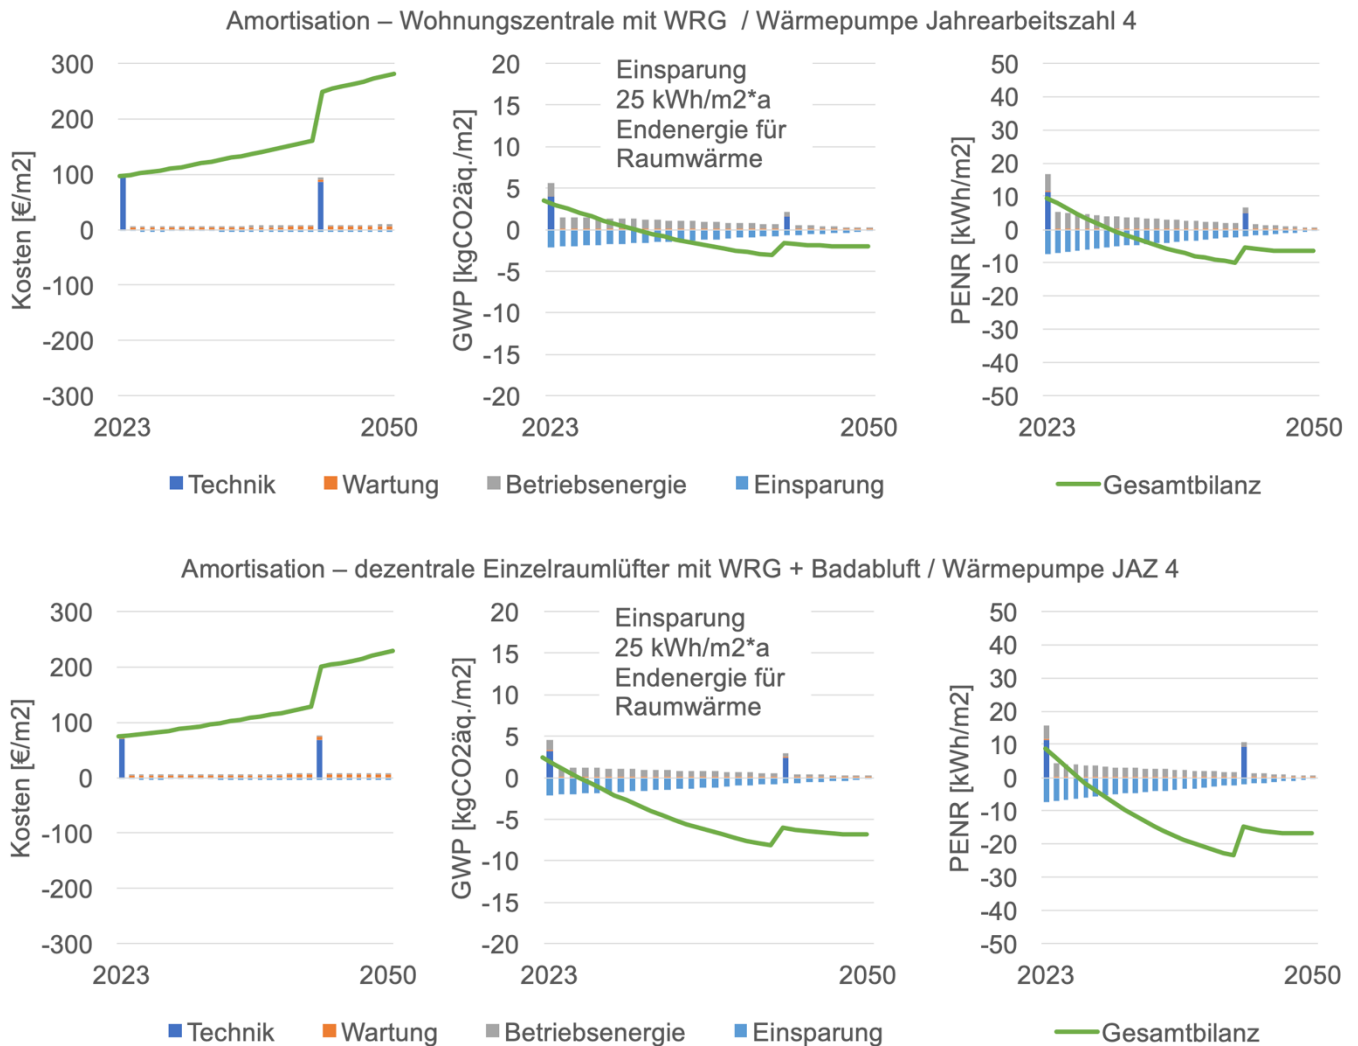 Amortisation – Wohnungszentrale mit WRG / Wärmepumpe Jahrearbeitszahl 4
Kosten [€/m2]
300
200
100
0
-100
-200
-300
2023
2050
GWP [kgCO2äq./m2]
20
15
10
5
0
-5
-10
-15
-20
Einsparung
25 kWh/m2*a
Endenergie für
Raumwärme
2023
2050
PENR [kWh/m2]
50
40
30
20
10
0
-10
-20
-30
-40
-50
2023
2050
Technik
Wartung
Betriebsenergie
Einsparung
Gesamtbilanz
Amortisation – dezentrale Einzelraumlüfter mit WRG + Badabluft / Wärmepumpe JAZ 4
Kosten [€/m2]
300
200
100
0
-100
-200
-300
2023
2050
GWP [kgCO2äq./m2]
20
15
10
5
0
-5
-10
-15
-20
Einsparung
25 kWh/m2*a
Endenergie für
Raumwärme
2023
2050
PENR [kWh/m2]
50
40
30
20
10
0
-10
-20
-30
-40
-50
2023
2050
Technik
Wartung
Betriebsenergie
Einsparung
Gesamtbilanz